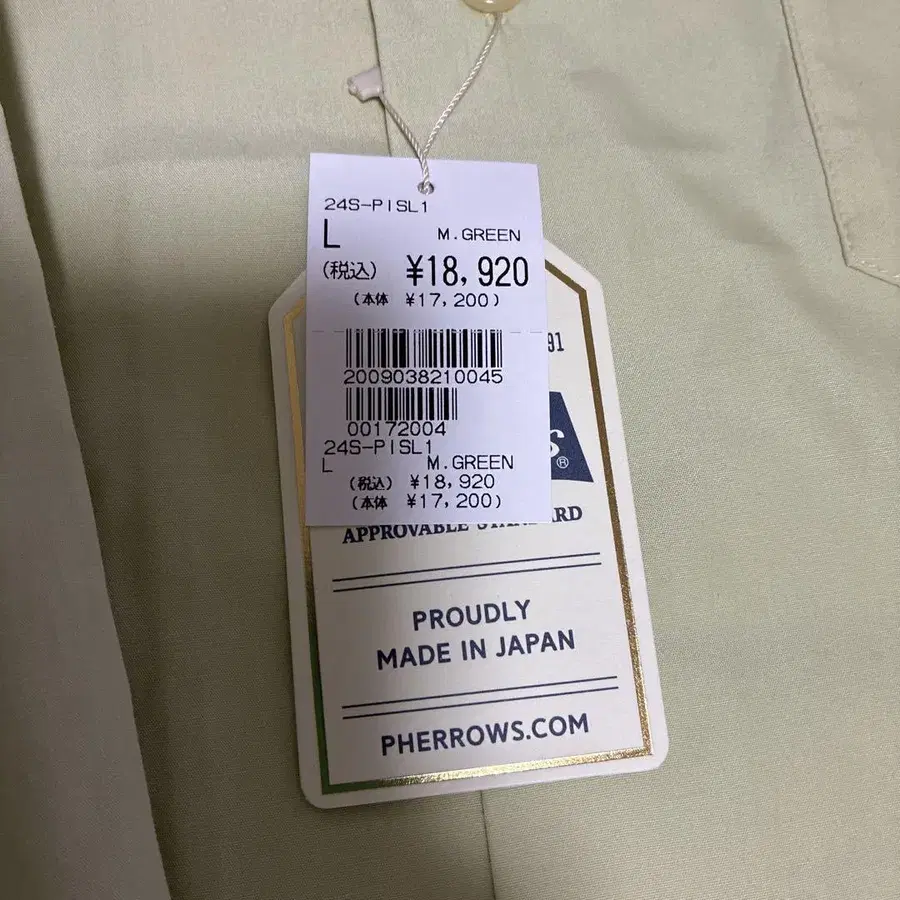 24S-PISL1
L M.GREEN
(税込) ¥18,920
(本体 ¥17,200)
2009038210045
00172004
24S-PISL1
L M.GREEN
(税込) ¥18,920
(本体 ¥17,200)
91
S®
APPROVABLE STANDARD
PROUDLY
MADE IN JAPAN
PHERROWS.COM